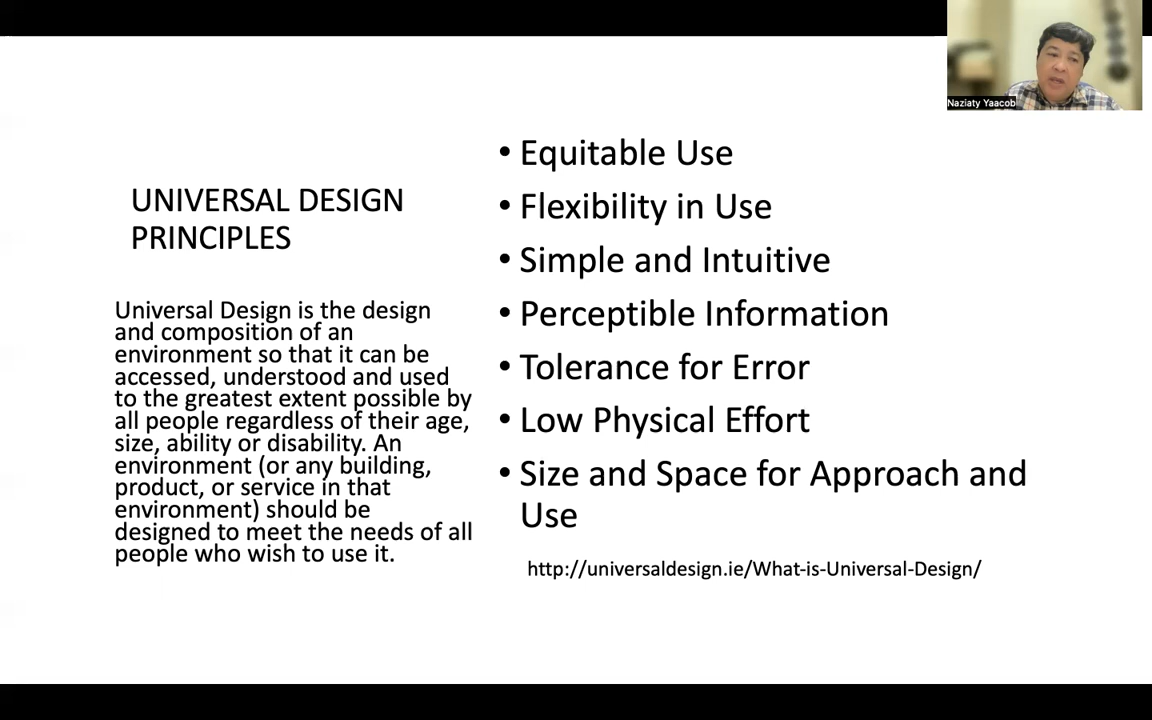 Naziaty Yaacob
UNIVERSAL DESIGN
PRINCIPLES
Universal Design is the design
and composition of an
environment so that it can be
accessed, understood and used
to the greatest extent possible by
all people regardless of their age,
size, ability or disability. An
environment (or any building,
product, or service in that
environment) should be
designed to meet the needs of all
people who wish to use it.
• Equitable Use
• Flexibility in Use
• Simple and Intuitive
• Perceptible Information
• Tolerance for Error
• Low Physical Effort
• Size and Space for Approach and
Use
http://universaldesign.ie/What-is-Universal-Design/